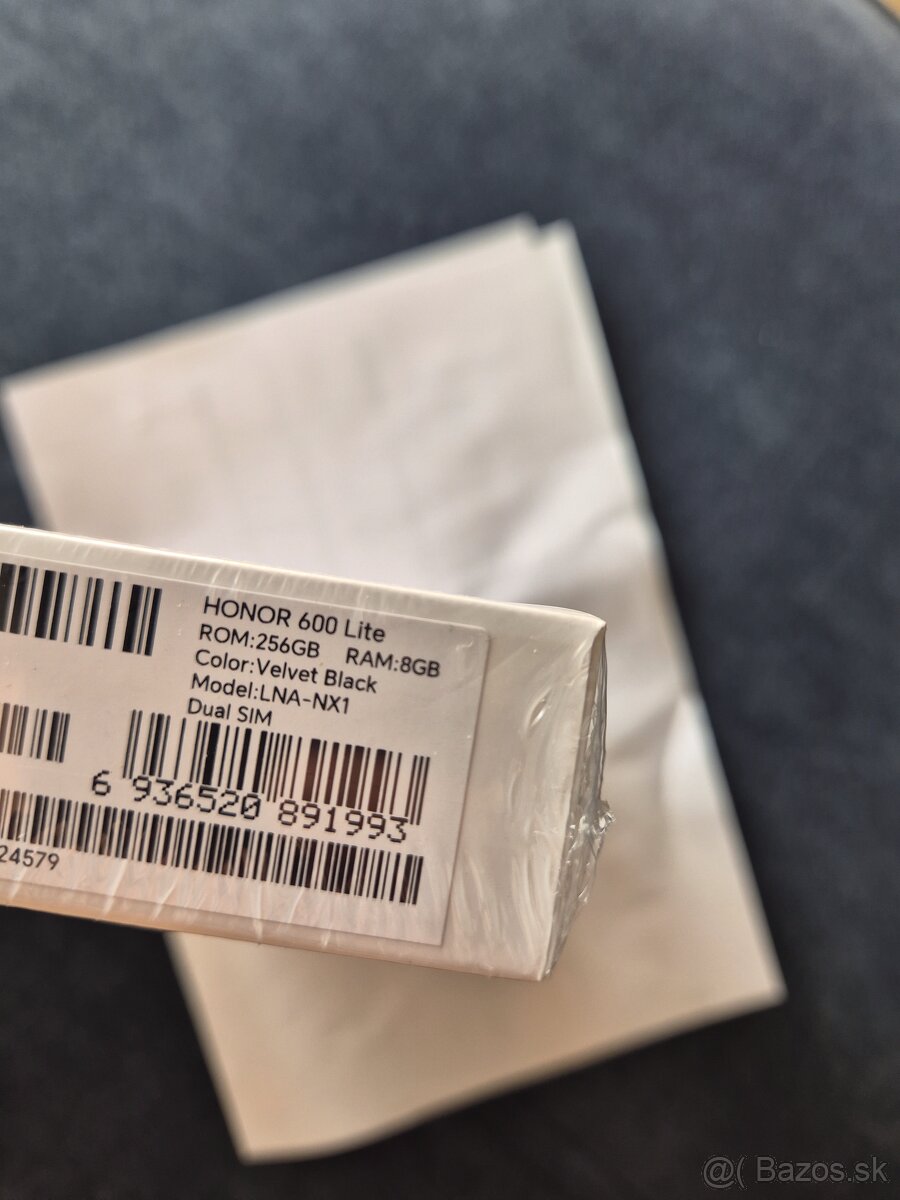 HONOR 600 Lite
ROM:256GB RAM:8GB
Color:Velvet Black
Model:LNA-NX1
Dual SIM
6 936520 891993
24579
@( Bazos.sk